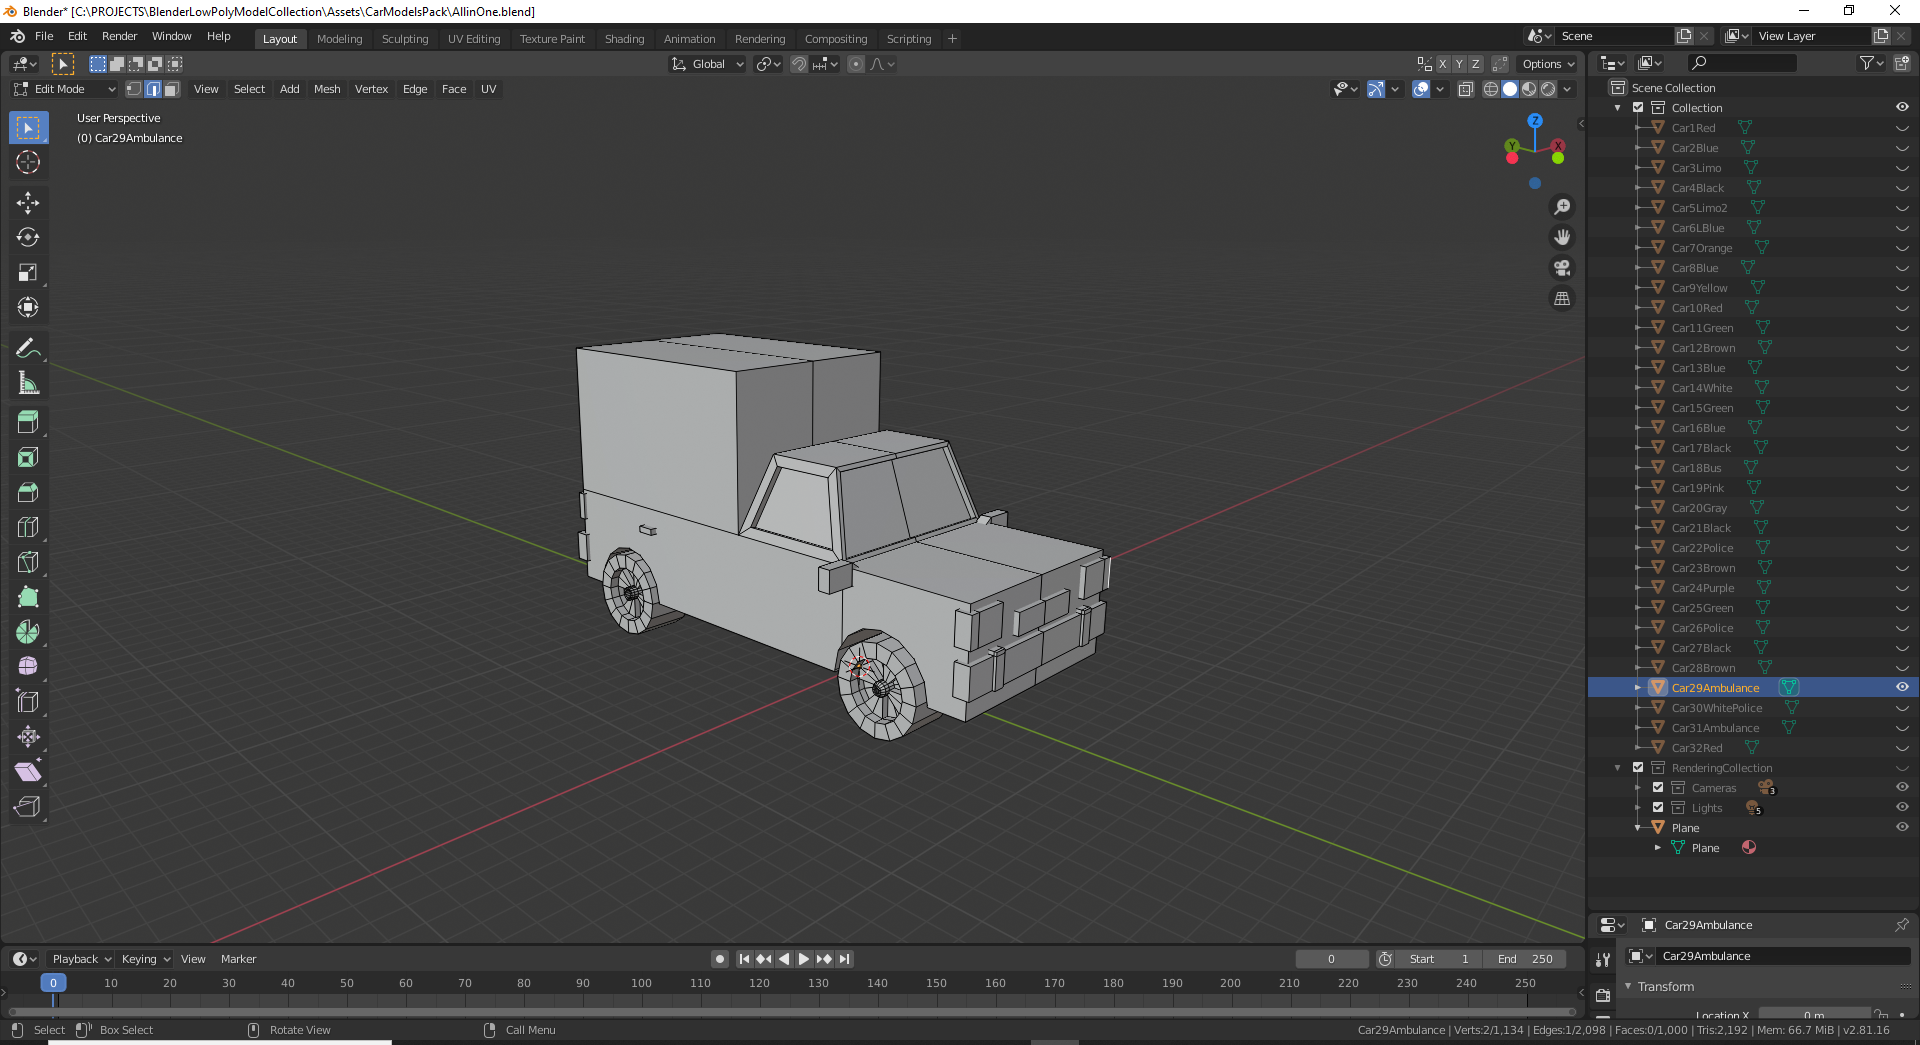 Blender* [C:\PROJECTS\BlenderLowPolyModelCollection\Assets\CarModelsPack\AllinOne.blend]
File Edit Render Window Help Layout Modeling Sculpting UV Editing Texture Paint Shading Animation Rendering Compositing Scripting + Scene View Layer
Global X Y Z Options
Edit Mode View Select Add Mesh Vertex Edge Face UV
User Perspective
(0) Car29Ambulance
Z
Y X
Scene Collection
Collection
Car1Red
Car2Blue
Car3Limo
Car4Black
Car5Limo2
Car6LBlue
Car7Orange
Car8Blue
Car9Yellow
Car10Red
Car11Green
Car12Brown
Car13Blue
Car14White
Car15Green
Car16Blue
Car17Black
Car18Bus
Car19Pink
Car20Gray
Car21Black
Car22Police
Car23Brown
Car24Purple
Car25Green
Car26Police
Car27Black
Car28Brown
Car29Ambulance
Car30WhitePolice
Car31Ambulance
Car32Red
RenderingCollection
Cameras 3
Lights 5
Plane
Plane
Car29Ambulance
Car29Ambulance
Transform
Location X 0 m
Playback Keying View Marker 0 Start 1 End 250
0 10 20 30 40 50 60 70 80 90 100 110 120 130 140 150 160 170 180 190 200 210 220 230 240 250
Select Box Select Rotate View Call Menu Car29Ambulance | Verts:2/1,134 | Edges:1/2,098 | Faces:0/1,000 | Tris:2,192 | Mem: 66.7 MiB | v2.81.16